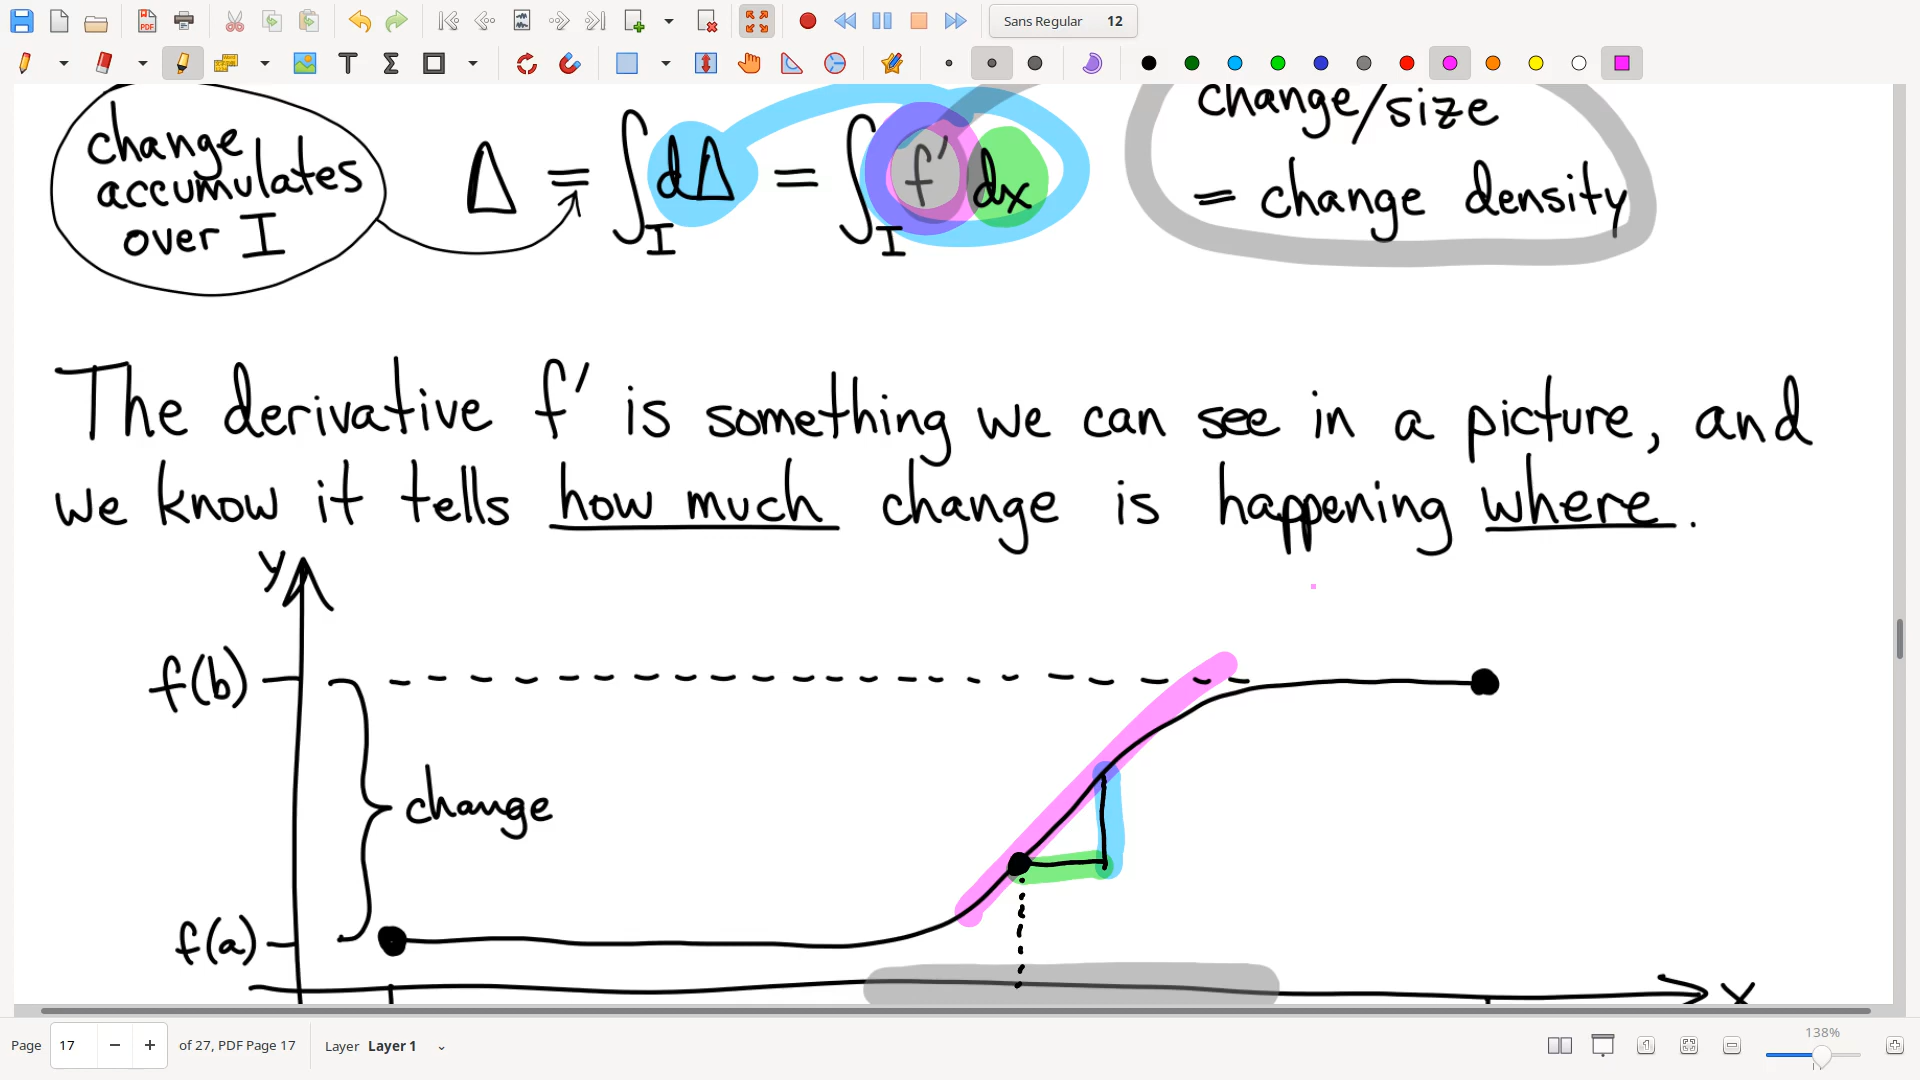 Sans Regular 12
change
accumulates
over I
Δ = ∫_I dΔ = ∫_I f' dx
change/size
= change density
The derivative f' is something we can see in a picture, and
we know it tells how much change is happening where.
y
f(b)
change
f(a)
x
Page 17 of 27, PDF Page 17 Layer Layer 1 138%